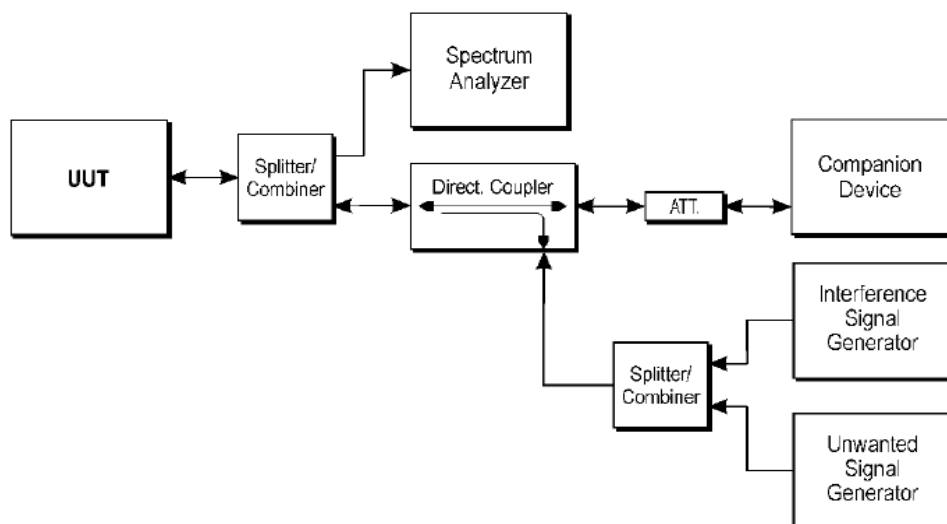 Spectrum
Analyzer
UUT
Splitter/
Combiner
Direct. Coupler
ATT.
Companion
Device
Interference
Signal
Generator
Splitter/
Combiner
Unwanted
Signal
Generator